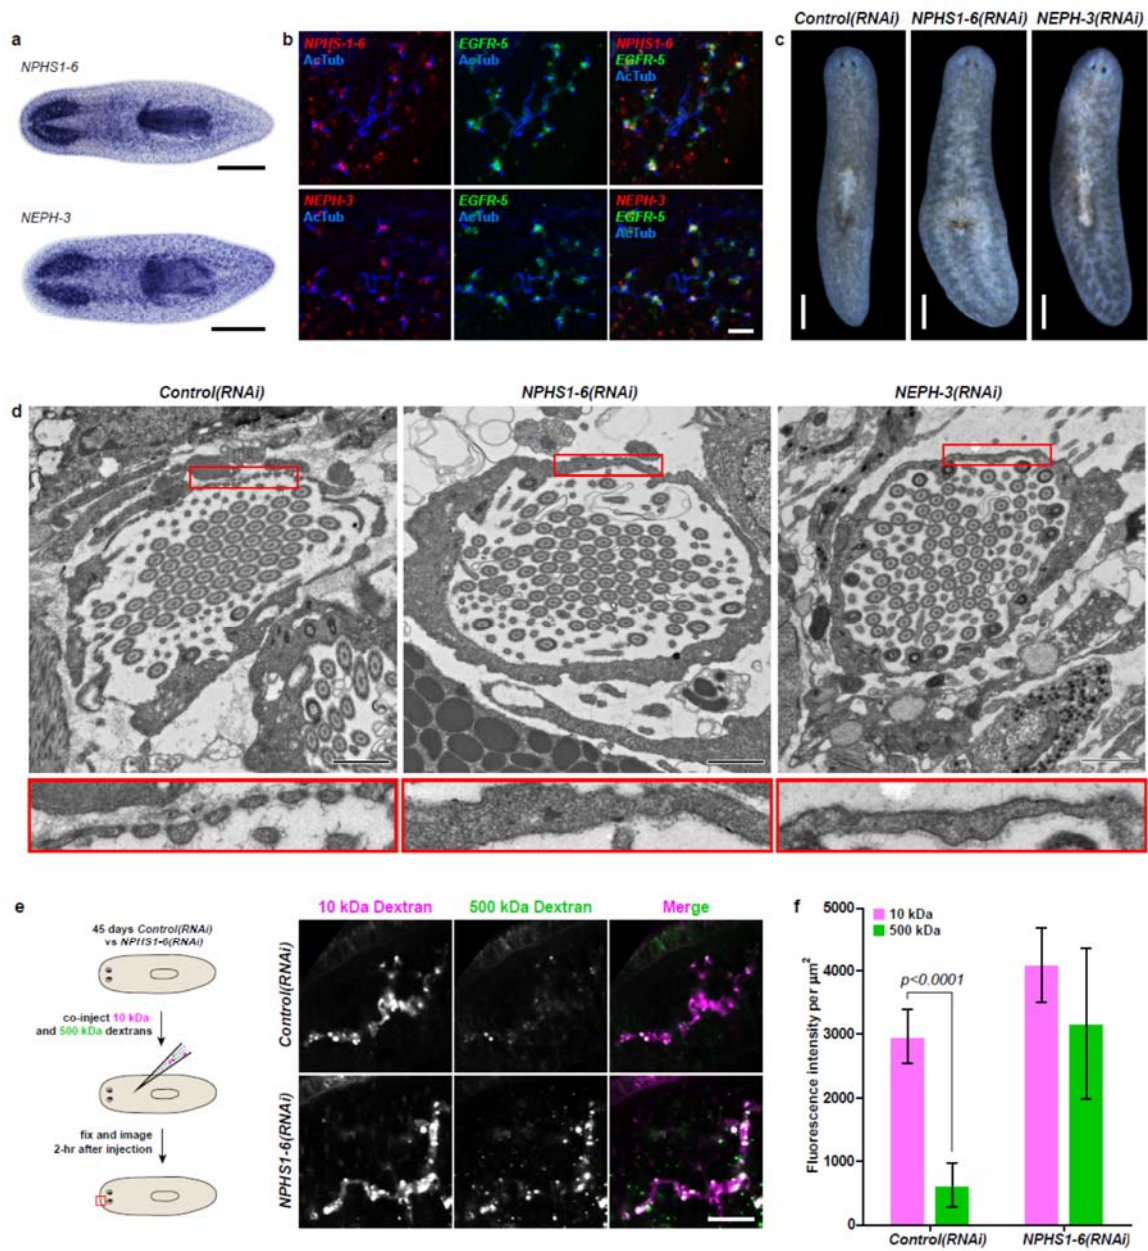 a
NPHS1-6
NEPH-3
b
NPHS-1-6
AcTub
EGFR-5
AcTub
NPHS1-6
EGFR-5
AcTub
NEPH-3
AcTub
EGFR-5
AcTub
NEPH-3
EGFR-5
AcTub
c
Control(RNAi)
NPHS1-6(RNAi)
NEPH-3(RNAi)
d
Control(RNAi)
NPHS1-6(RNAi)
NEPH-3(RNAi)
e
45 days Control(RNAi)
vs NPHS1-6(RNAi)
co-inject 10 kDa
and 500 kDa dextrans
fix and image
2-hr after injection
10 kDa Dextran
500 kDa Dextran
Merge
Control(RNAi)
NPHS1-6(RNAi)
f
Fluorescence intensity per µm²
5000
4000
3000
2000
1000
0
10 kDa
500 kDa
p<0.0001
Control(RNAi)
NPHS1-6(RNAi)